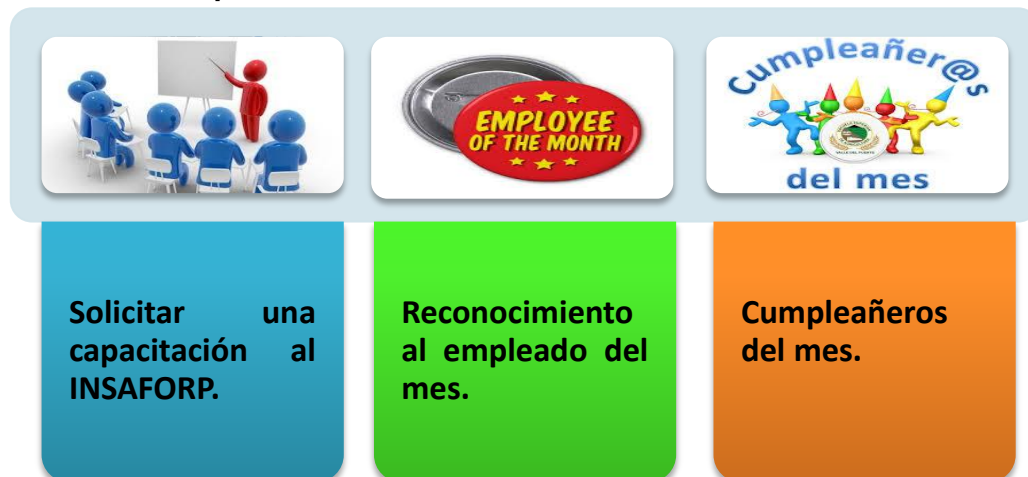 EMPLOYEE
OF THE MONTH
Cumpleañer@s
del mes
Solicitar una
capacitación al
INSAFORP.
Reconocimiento
al empleado del
mes.
Cumpleañeros
del mes.